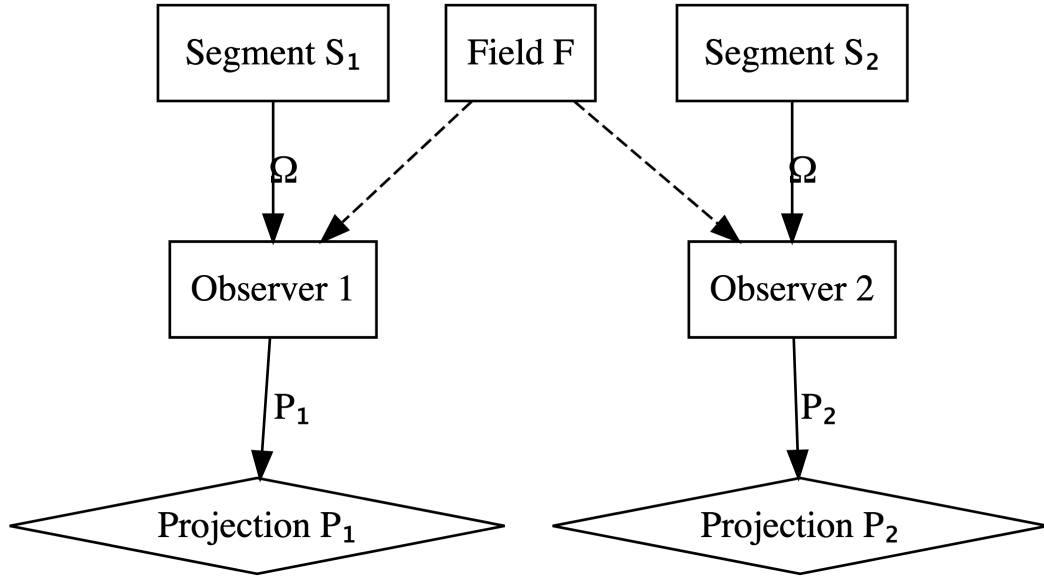 Segment S₁
Field F
Segment S₂
Ω
Ω
Observer 1
Observer 2
P₁
P₂
Projection P₁
Projection P₂